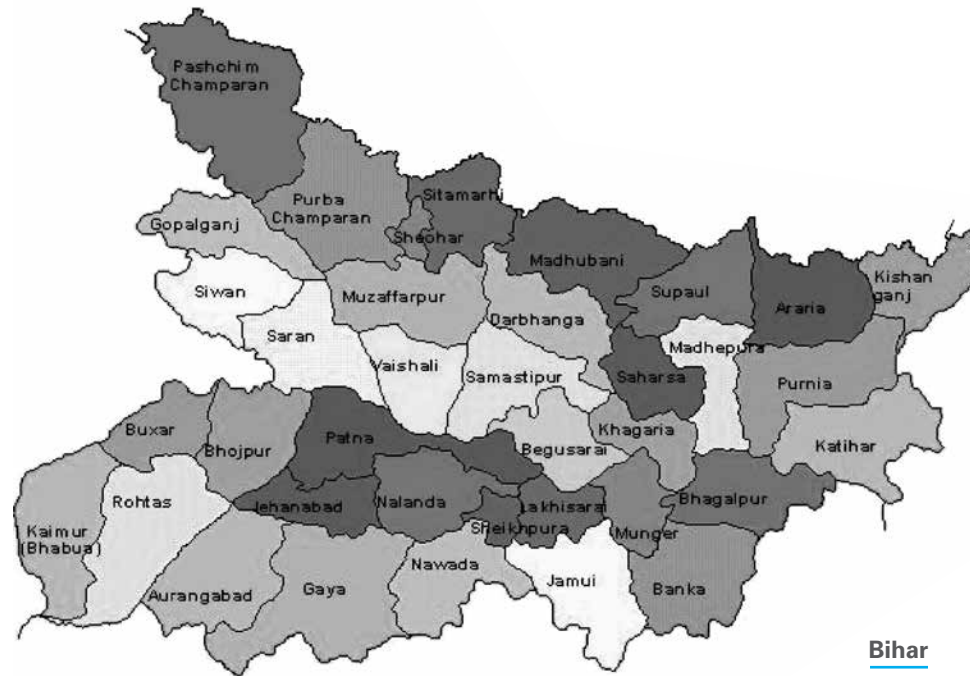 Pashchim
Champaran
Purba
Champaran
Sitamarhi
Sheohar
Gopalganj
Madhubani
Kishan
ganj
Siwan
Muzaffarpur
Supaul
Araria
Darbhanga
Saran
Madhepura
Vaishali
Samastipur
Saharsa
Purnia
Buxar
Bhojpur
Patna
Khagaria
Begusarai
Katihar
Rohtas
Jehanabad
Nalanda
Lakhisarai
Bhagalpur
Sheikhpura
Munger
Kaimur
(Bhabua)
Aurangabad
Gaya
Nawada
Jamui
Banka
Bihar